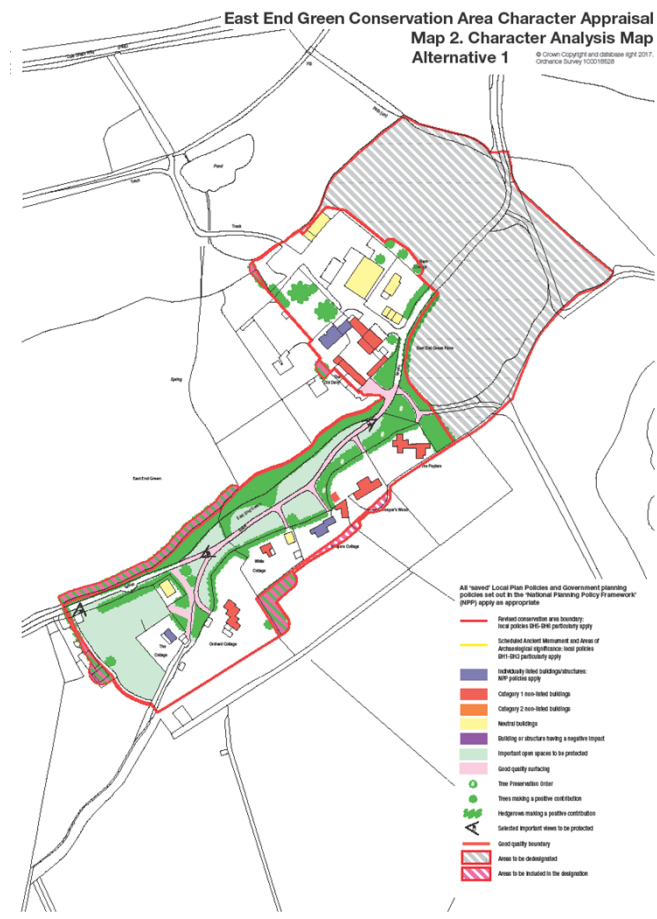 East End Green Conservation Area Character Appraisal
Map 2. Character Analysis Map
Alternative 1
© Crown Copyright and database right 2017.
Ordnance Survey 100018528
Pond
Track
Track
Spring
East End Green Farm
East End Green
The Poplars
White
Cottage
Orchard Cottage
The
Cottage
All 'saved' Local Plan Policies and Government planning
policies set out in the 'National Planning Policy Framework'
(NPP) apply as appropriate
Revised conservation area boundary:
local policies BH5-BH6 particularly apply
Scheduled Ancient Monument and Areas of
Archaeological significance: local policies
BH1-BH3 particularly apply
Individually listed buildings/structures:
NPP policies apply
Category 1 non-listed buildings
Category 2 non-listed buildings
Neutral buildings
Building or structure having a negative impact
Important open spaces to be protected
Good quality surfacing
Tree Preservation Order
Trees making a positive contribution
Hedgerows making a positive contribution
Selected important views to be protected
Good quality boundary
Areas to be dedesignated
Areas to be included in the designation